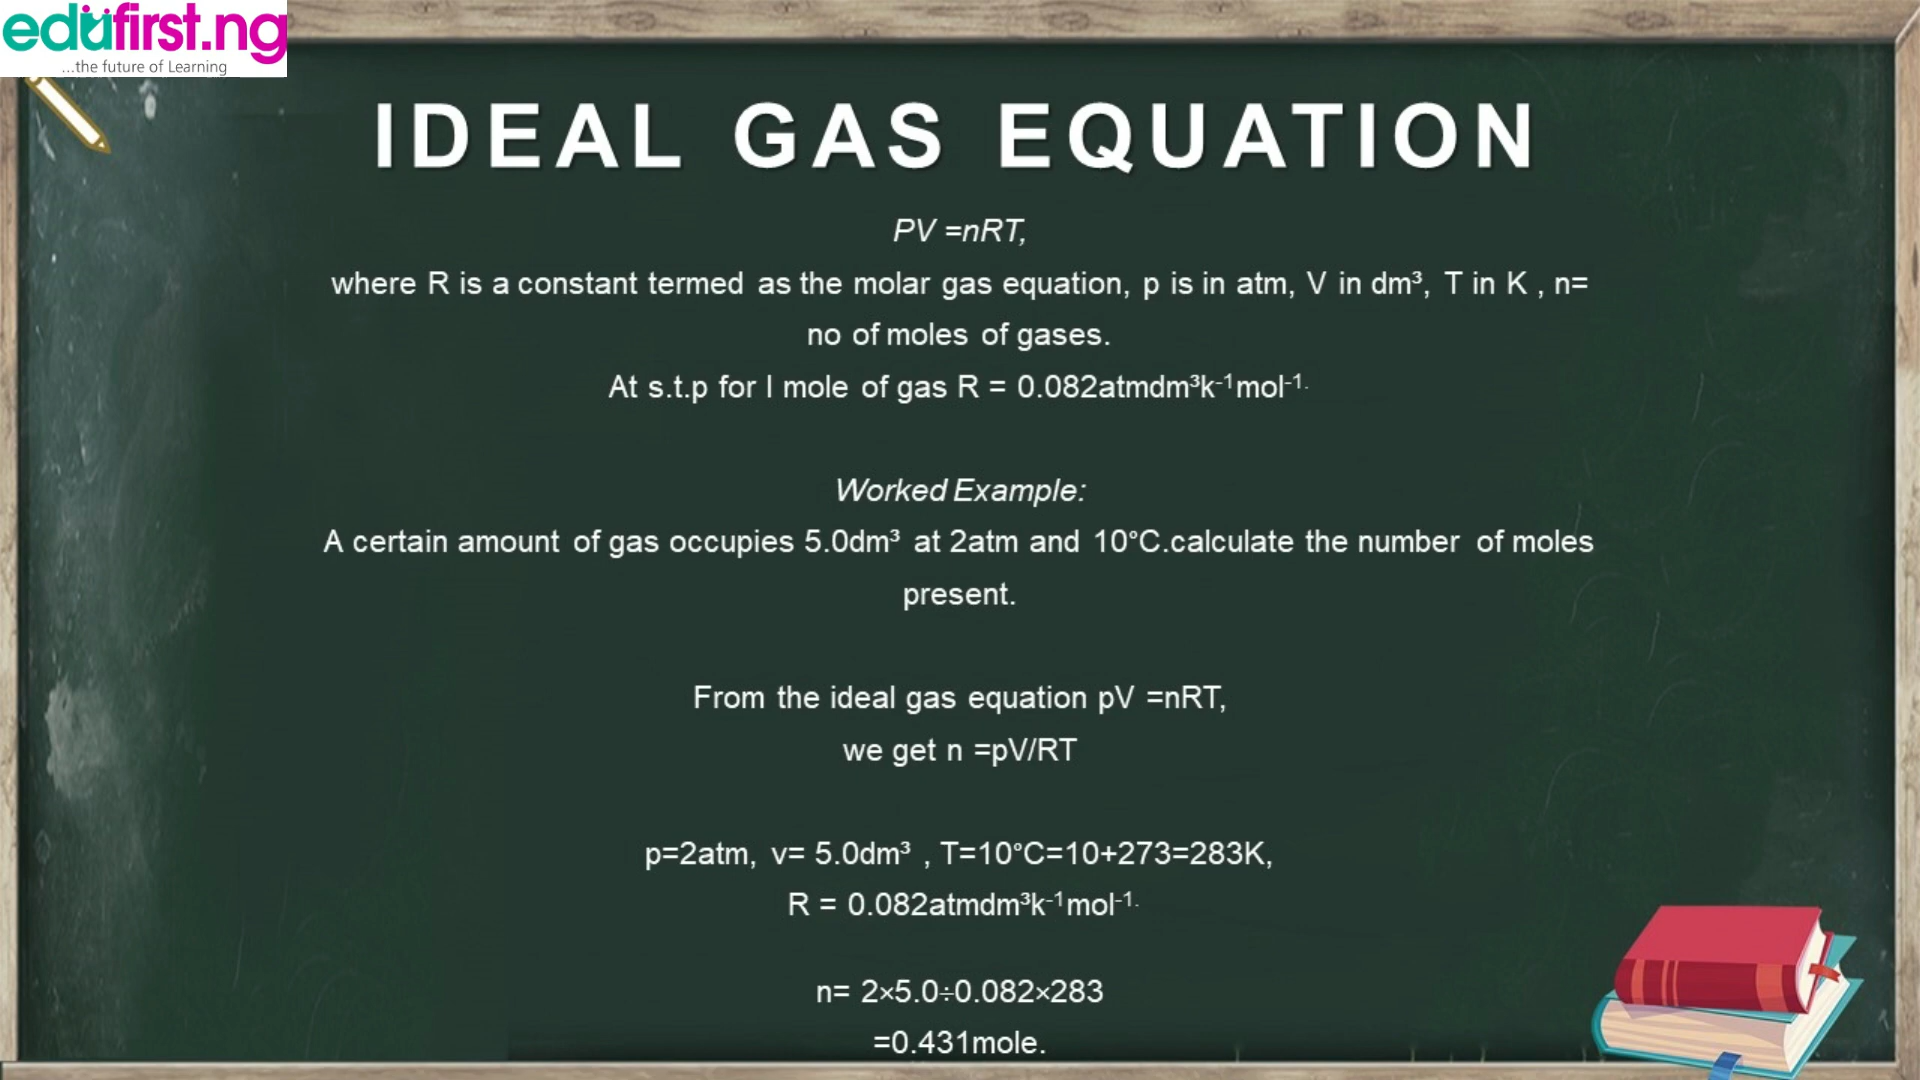 edufirst.ng
...the future of Learning
IDEAL GAS EQUATION
PV =nRT,
where R is a constant termed as the molar gas equation, p is in atm, V in dm³, T in K , n=
no of moles of gases.
At s.t.p for I mole of gas R = 0.082atmdm³k⁻¹mol⁻¹·
Worked Example:
A certain amount of gas occupies 5.0dm³ at 2atm and 10°C.calculate the number of moles
present.
From the ideal gas equation pV =nRT,
we get n =pV/RT
p=2atm, v= 5.0dm³ , T=10°C=10+273=283K,
R = 0.082atmdm³k⁻¹mol⁻¹·
n= 2×5.0÷0.082×283
=0.431mole.